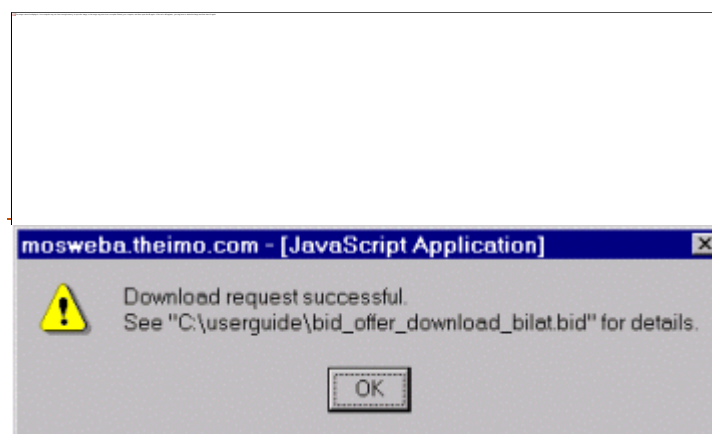 mosweba.theimo.com - [JavaScript Application]
Download request successful.
See "C:\userguide\bid_offer_download_bilat.bid" for details.
OK